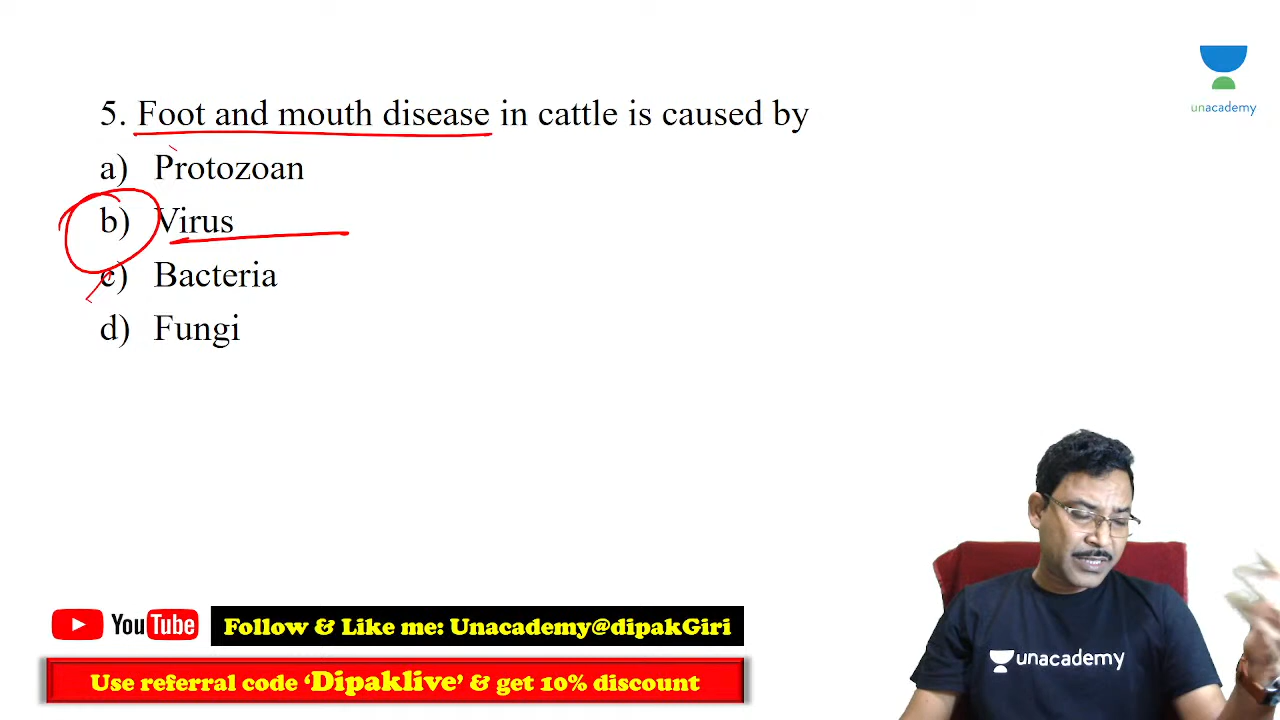 unacademy
5. Foot and mouth disease in cattle is caused by
a) Protozoan
b) Virus
c) Bacteria
d) Fungi
unacademy
YouTube Follow & Like me: Unacademy@dipakGiri
Use referral code ‘Dipaklive’ & get 10% discount